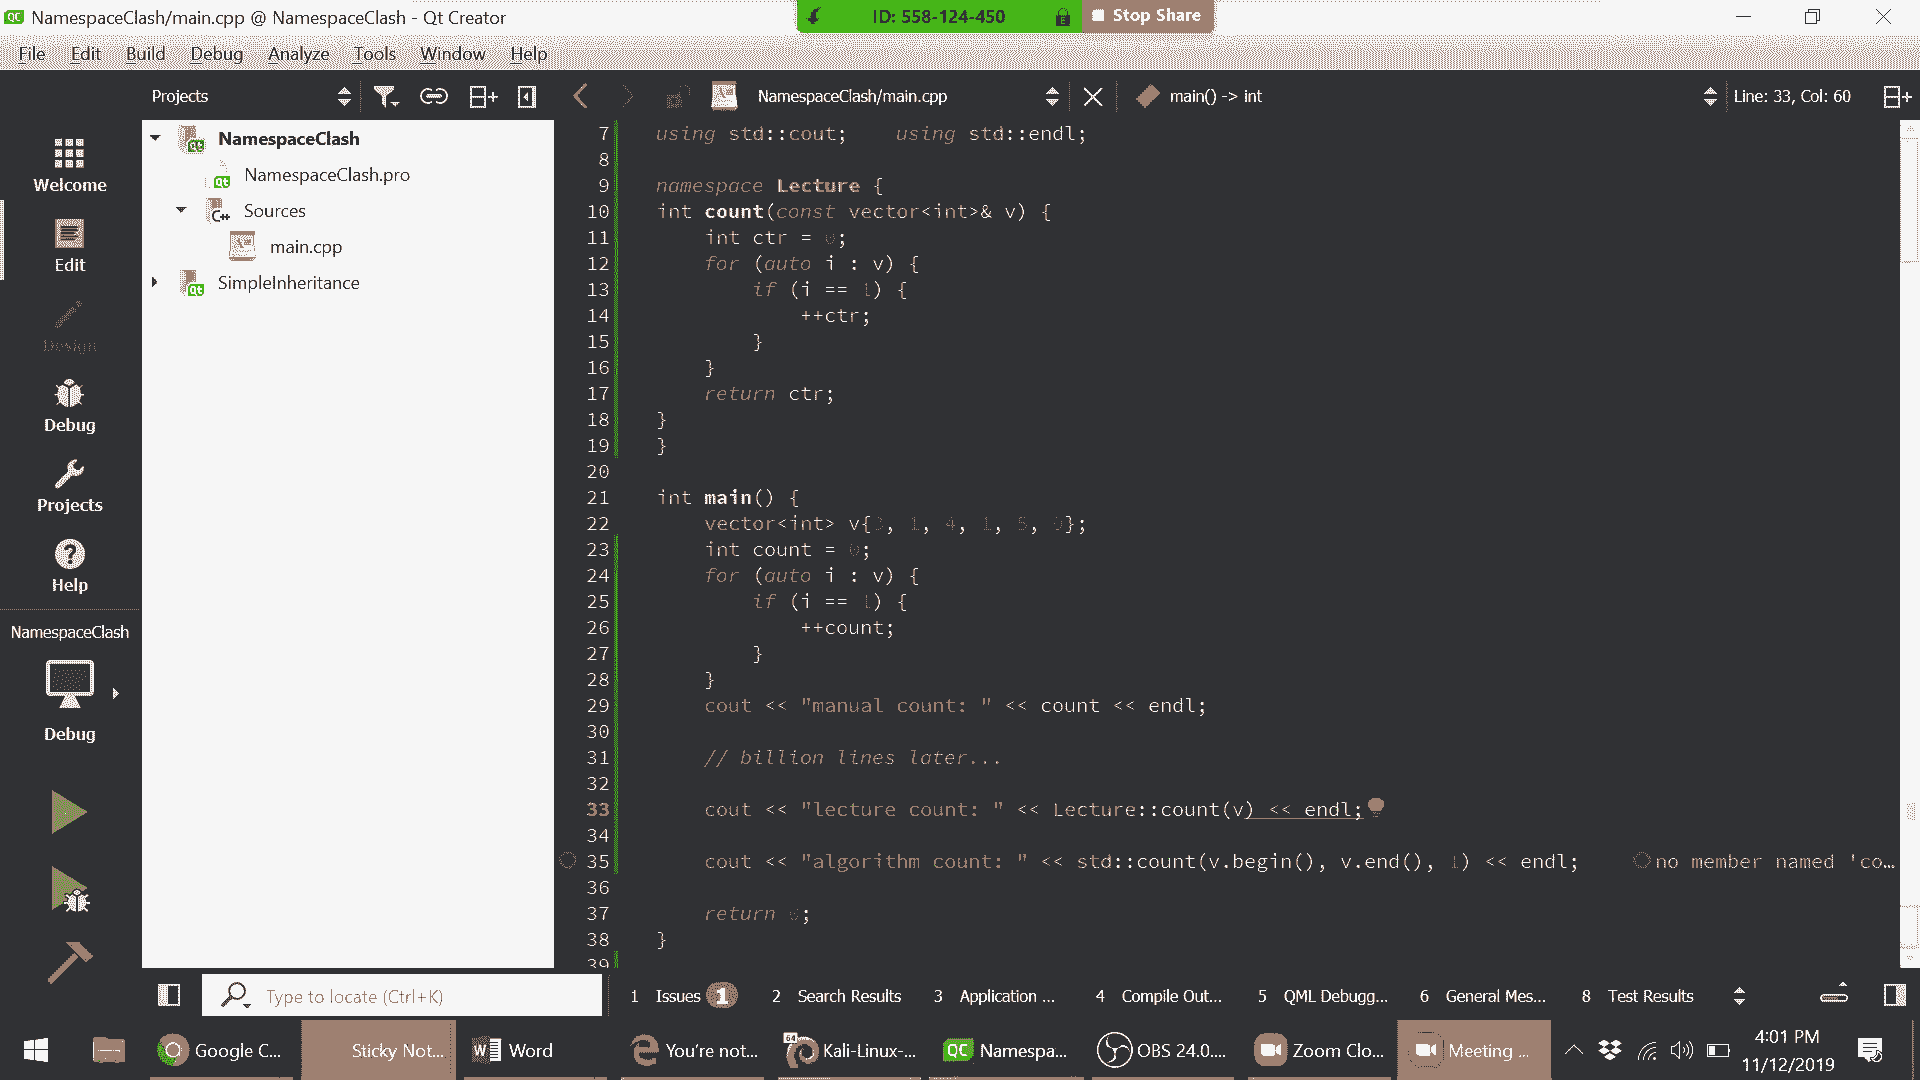 NamespaceClash/main.cpp @ NamespaceClash - Qt Creator
ID: 558-124-450
Stop Share
File Edit Build Debug Analyze Tools Window Help
Projects
NamespaceClash/main.cpp
main() -> int
Line: 33, Col: 60
Welcome
Edit
Design
Debug
Projects
Help
NamespaceClash
Debug
NamespaceClash
NamespaceClash.pro
Sources
main.cpp
SimpleInheritance
7 using std::cout; using std::endl;
8
9 namespace Lecture {
10 int count(const vector<int>& v) {
11 int ctr = 0;
12 for (auto i : v) {
13 if (i == 1) {
14 ++ctr;
15 }
16 }
17 return ctr;
18 }
19 }
20
21 int main() {
22 vector<int> v{3, 1, 4, 1, 5, 9};
23 int count = 0;
24 for (auto i : v) {
25 if (i == 1) {
26 ++count;
27 }
28 }
29 cout << "manual count: " << count << endl;
30
31 // billion lines later...
32
33 cout << "lecture count: " << Lecture::count(v) << endl;
34
35 cout << "algorithm count: " << std::count(v.begin(), v.end(), 1) << endl; no member named 'co...
36
37 return 0;
38 }
39
Type to locate (Ctrl+K)
1 Issues 1 2 Search Results 3 Application ... 4 Compile Out... 5 QML Debugg... 6 General Mes... 8 Test Results
Google C...
Sticky Not...
Word
You're not...
Kali-Linux-...
Namespa...
OBS 24.0....
Zoom Clo...
Meeting ...
4:01 PM
11/12/2019